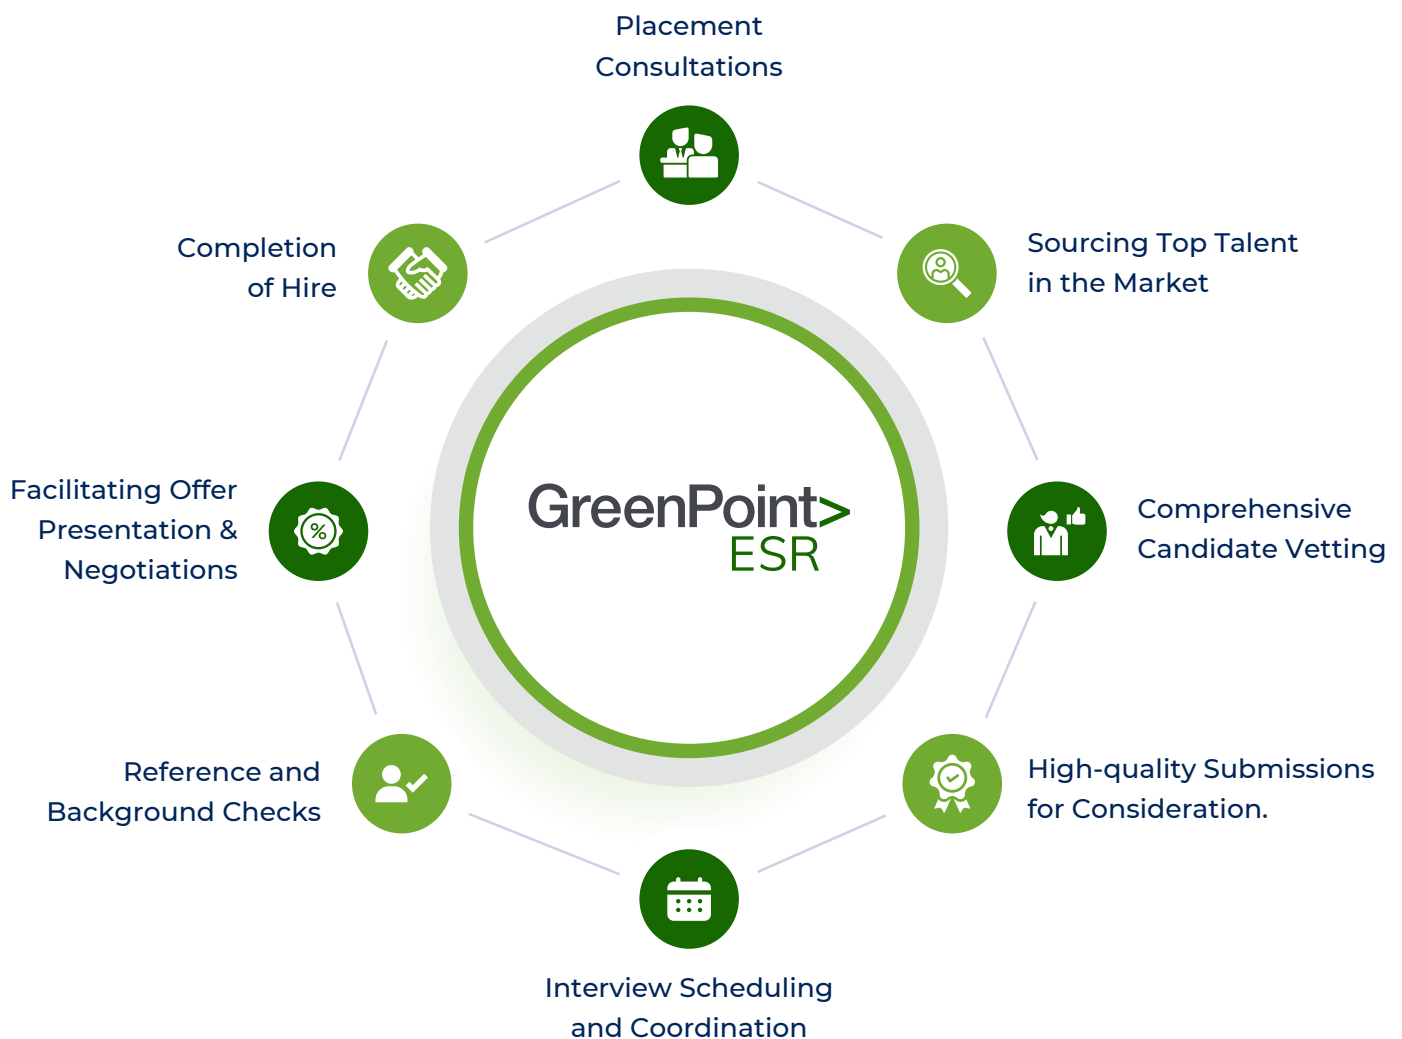 Placement
Consultations
Sourcing Top Talent
in the Market
Comprehensive
Candidate Vetting
High-quality Submissions
for Consideration.
Interview Scheduling
and Coordination
Reference and
Background Checks
Facilitating Offer
Presentation &
Negotiations
%
Completion
of Hire
GreenPoint>
ESR